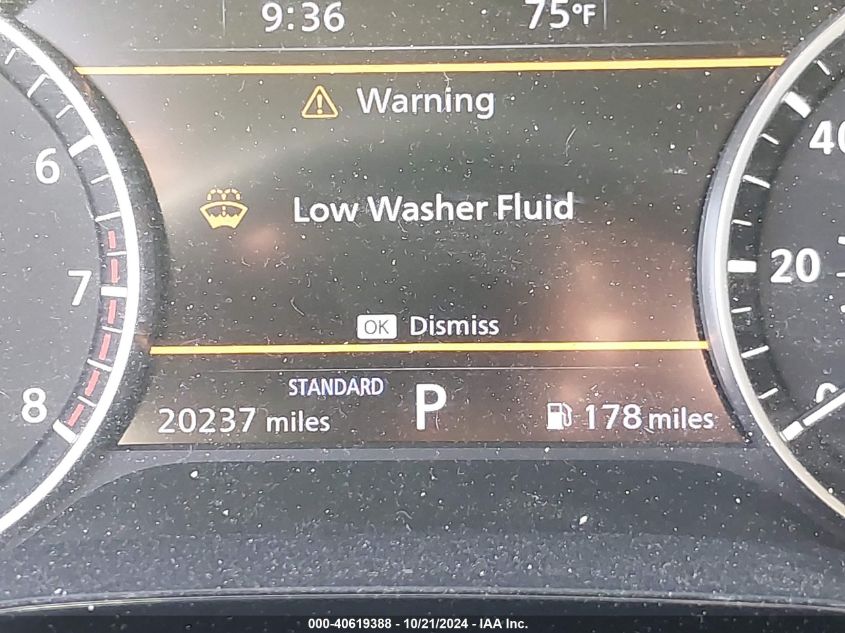 9:36 75°F
Warning
Low Washer Fluid
OK Dismiss
STANDARD
20237 miles P 178 miles
6
7
8
40
20
0
000-40619388 - 10/21/2024 - IAA Inc.